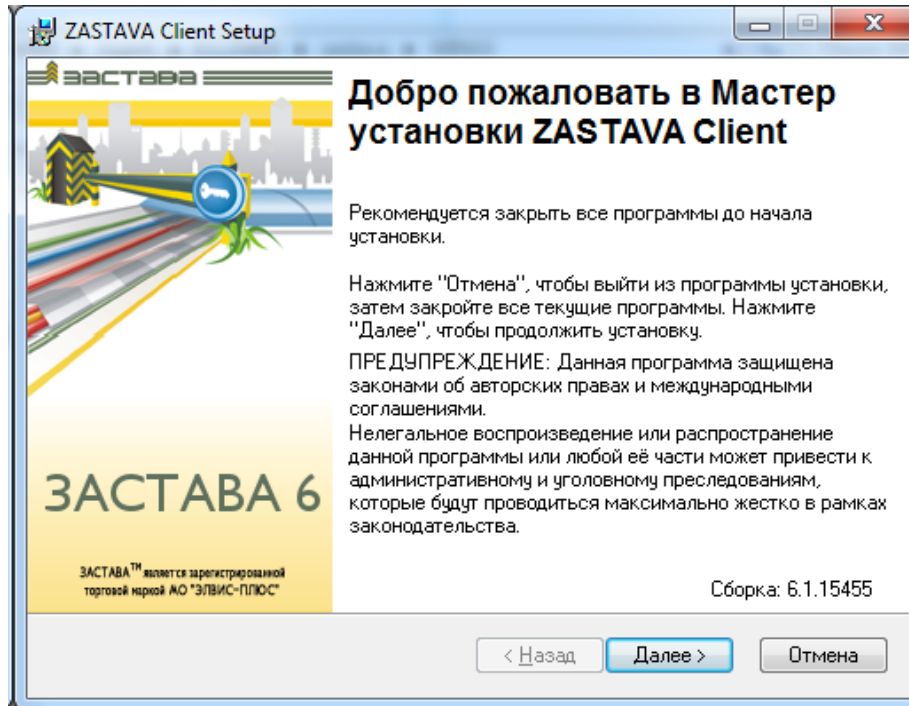 ZASTAVA Client Setup
застава
Добро пожаловать в Мастер
установки ZASTAVA Client
Рекомендуется закрыть все программы до начала
установки.
Нажмите "Отмена", чтобы выйти из программы установки,
затем закройте все текущие программы. Нажмите
"Далее", чтобы продолжить установку.
ПРЕДУПРЕЖДЕНИЕ: Данная программа защищена
законами об авторских правах и международными
соглашениями.
Нелегальное воспроизведение или распространение
данной программы или любой её части может привести к
административному и уголовному преследованиям,
которые будут проводиться максимально жестко в рамках
законодательства.
ЗАСТАВА 6
ЗАСТАВА™ является зарегистрированной
торговой маркой АО "ЭЛВИС-ПЛЮС"
Сборка: 6.1.15455
< Назад
Далее >
Отмена